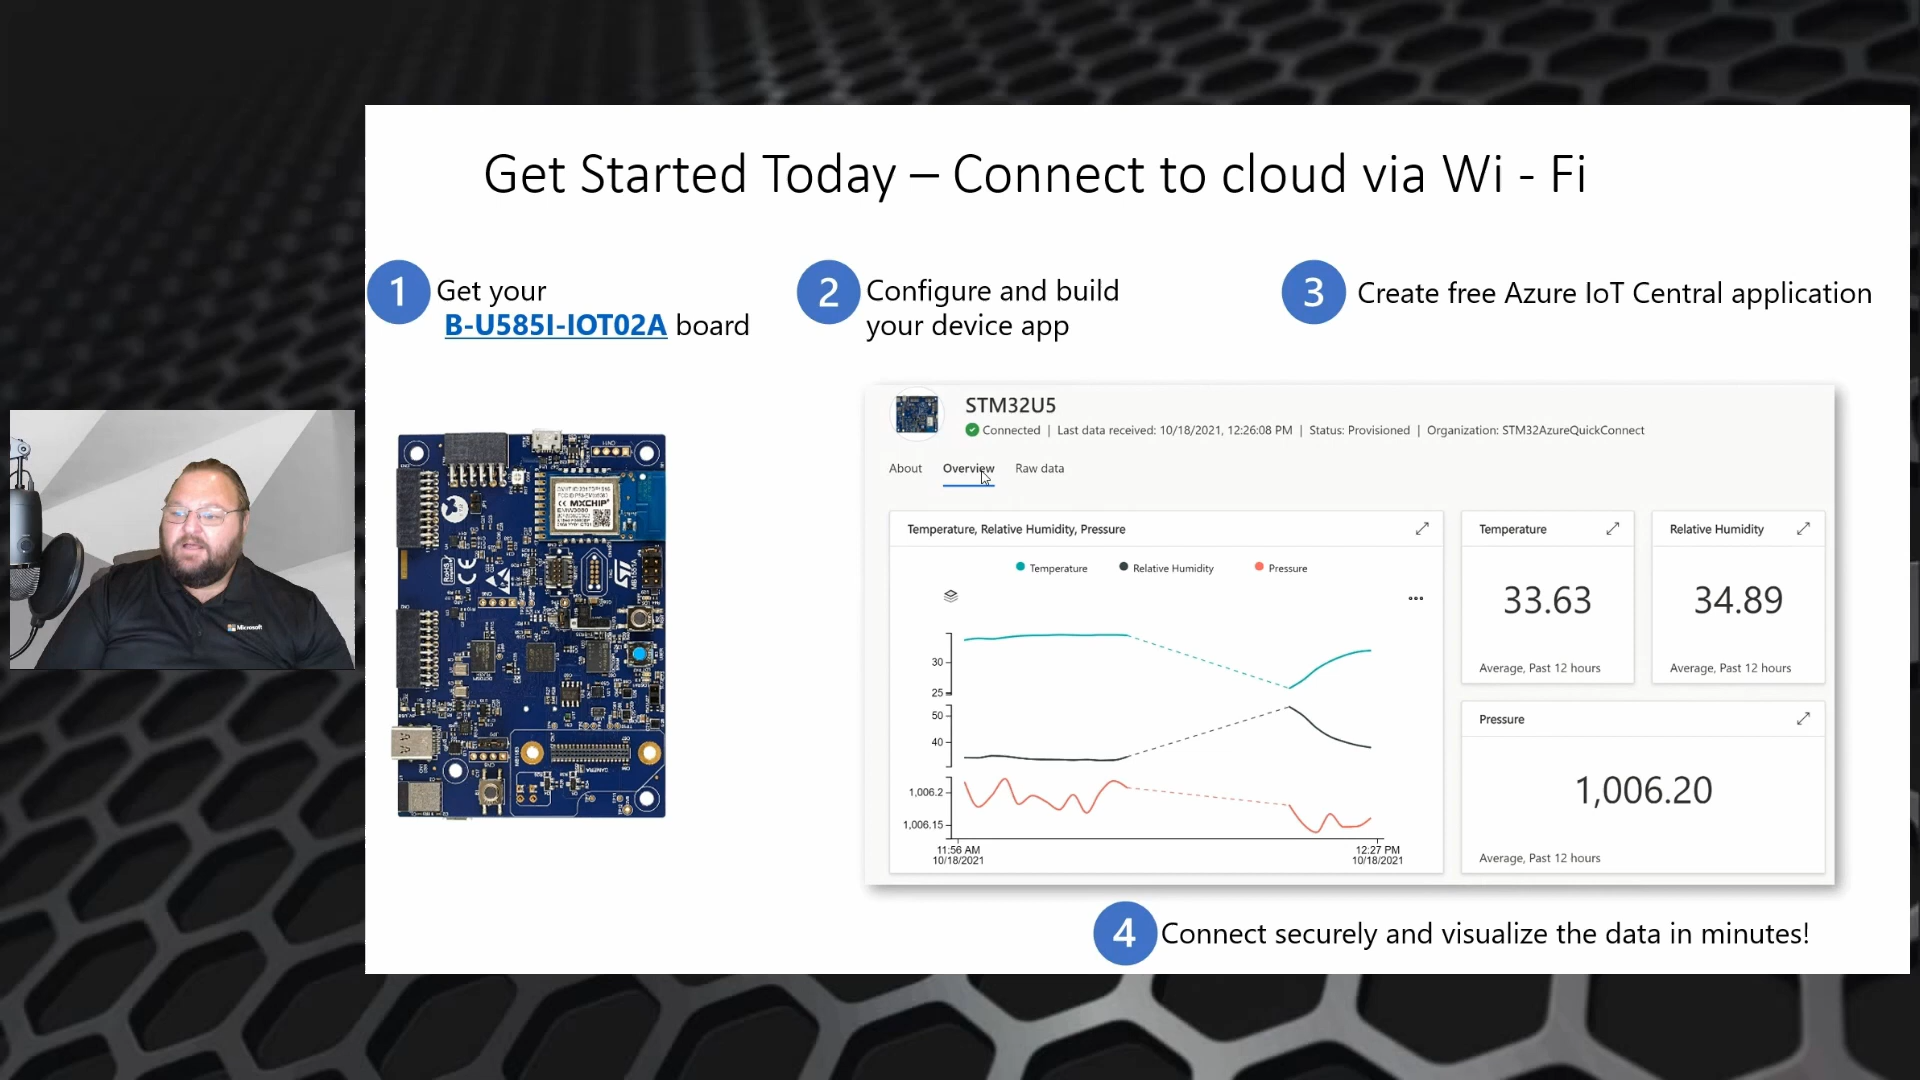 Get Started Today – Connect to cloud via Wi - Fi
1
Get your
B-U585I-IOT02A board
2
Configure and build
your device app
3
Create free Azure IoT Central application
STM32U5
Connected | Last data received: 10/18/2021, 12:26:08 PM | Status: Provisioned | Organization: STM32AzureQuickConnect
About Overview Raw data
Temperature, Relative Humidity, Pressure
Temperature Relative Humidity Pressure
30
25
50
40
1,006.2
1,006.15
11:56 AM
10/18/2021
12:27 PM
10/18/2021
Temperature
33.63
Average, Past 12 hours
Relative Humidity
34.89
Average, Past 12 hours
Pressure
1,006.20
Average, Past 12 hours
4
Connect securely and visualize the data in minutes!
Microsoft
MXCHIP
CE
RoHS
CAMERA